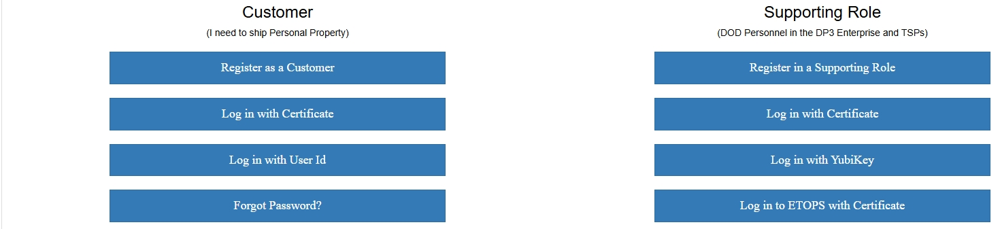 Customer
(I need to ship Personal Property)
Register as a Customer
Log in with Certificate
Log in with User Id
Forgot Password?
Supporting Role
(DOD Personnel in the DP3 Enterprise and TSPs)
Register in a Supporting Role
Log in with Certificate
Log in with YubiKey
Log in to ETOPS with Certificate